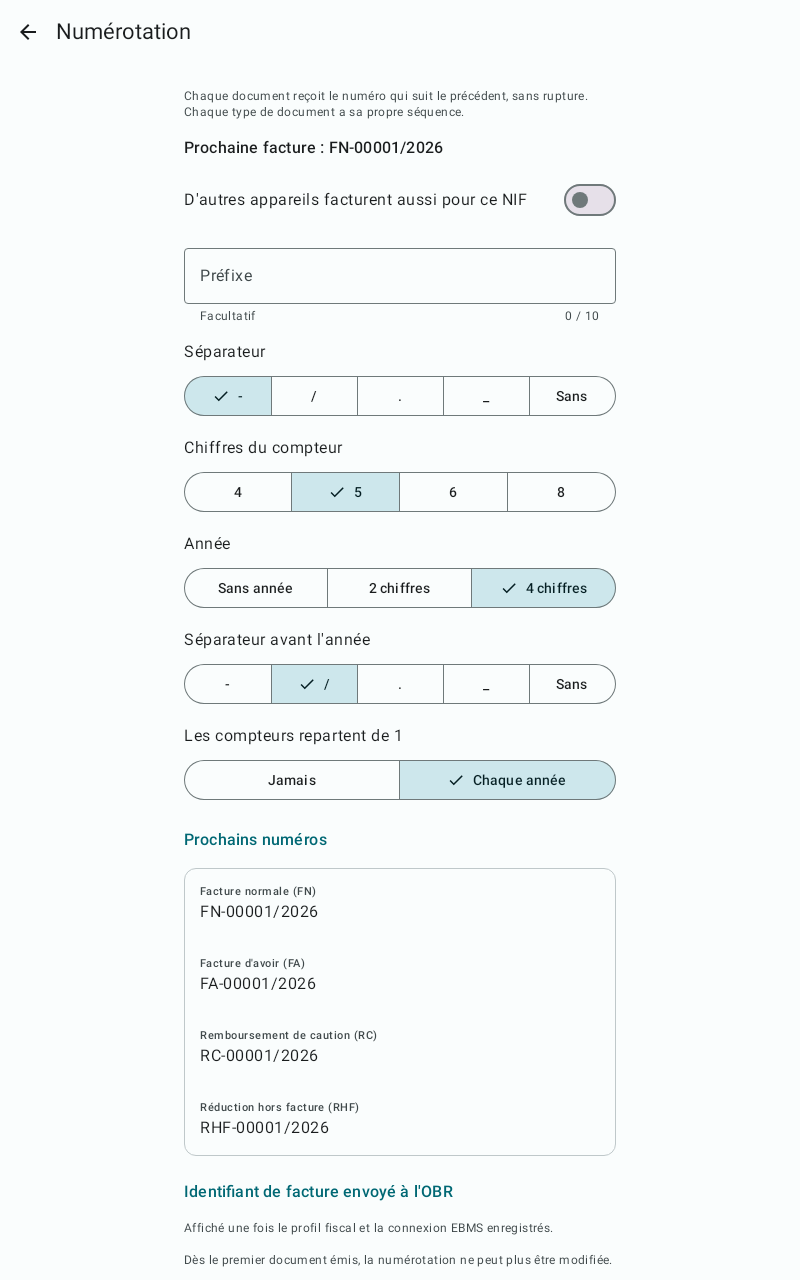 Numérotation
Chaque document reçoit le numéro qui suit le précédent, sans rupture.
Chaque type de document a sa propre séquence.
Prochaine facture : FN-00001/2026
D'autres appareils facturent aussi pour ce NIF
Préfixe
Facultatif 0 / 10
Séparateur
- / . _ Sans
Chiffres du compteur
4 5 6 8
Année
Sans année 2 chiffres 4 chiffres
Séparateur avant l'année
- / . _ Sans
Les compteurs repartent de 1
Jamais Chaque année
Prochains numéros
Facture normale (FN)
FN-00001/2026
Facture d'avoir (FA)
FA-00001/2026
Remboursement de caution (RC)
RC-00001/2026
Réduction hors facture (RHF)
RHF-00001/2026
Identifiant de facture envoyé à l'OBR
Affiché une fois le profil fiscal et la connexion EBMS enregistrés.
Dès le premier document émis, la numérotation ne peut plus être modifiée.